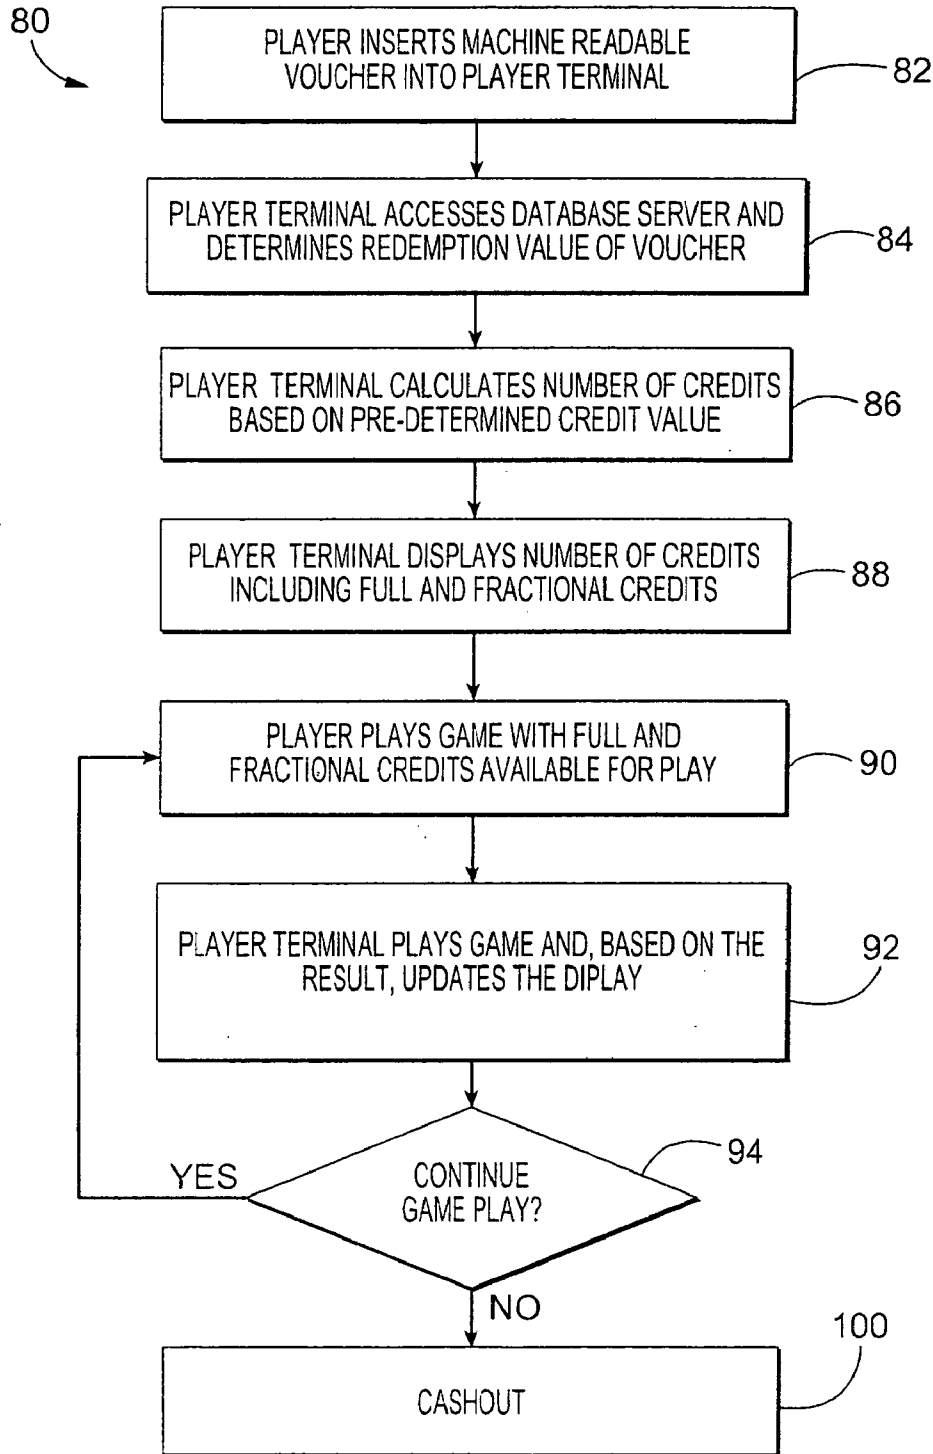 80
PLAYER INSERTS MACHINE READABLE
VOUCHER INTO PLAYER TERMINAL
82
PLAYER TERMINAL ACCESSES DATABASE SERVER AND
DETERMINES REDEMPTION VALUE OF VOUCHER
84
PLAYER TERMINAL CALCULATES NUMBER OF CREDITS
BASED ON PRE-DETERMINED CREDIT VALUE
86
PLAYER TERMINAL DISPLAYS NUMBER OF CREDITS
INCLUDING FULL AND FRACTIONAL CREDITS
88
PLAYER PLAYS GAME WITH FULL AND
FRACTIONAL CREDITS AVAILABLE FOR PLAY
90
PLAYER TERMINAL PLAYS GAME AND, BASED ON THE
RESULT, UPDATES THE DIPLAY
92
CONTINUE
GAME PLAY?
94
YES
NO
CASHOUT
100